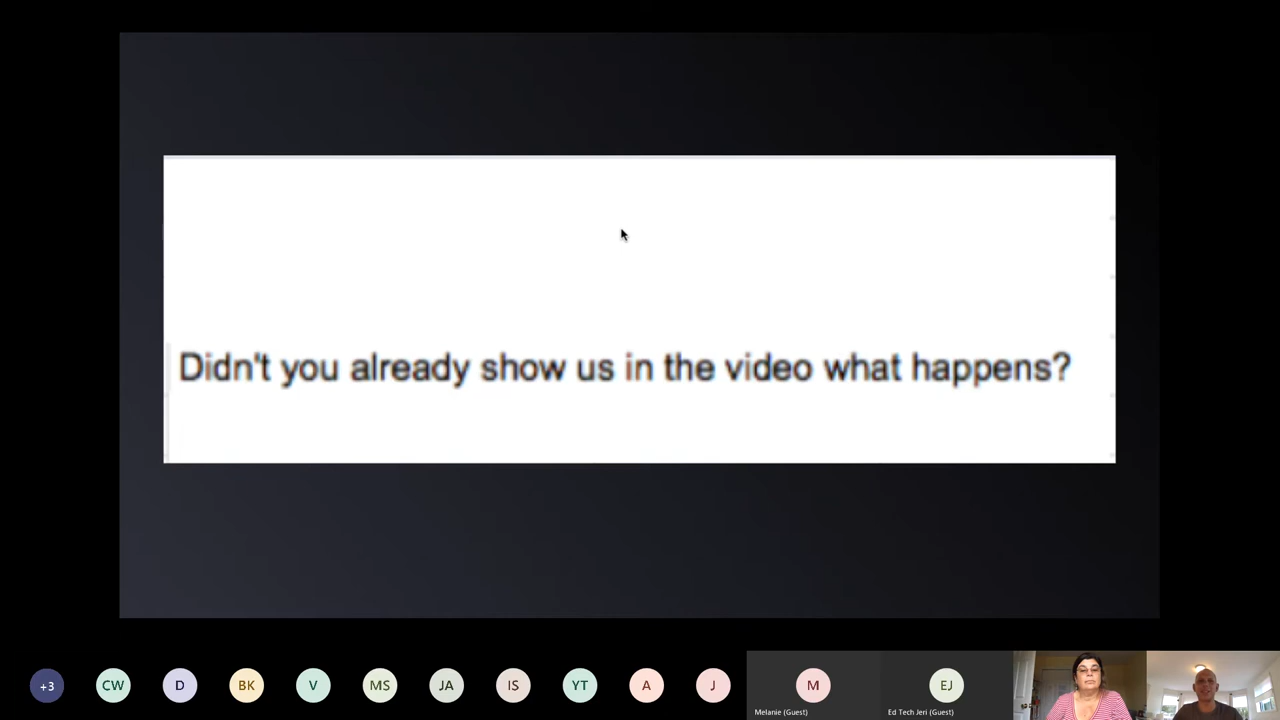 Didn't you already show us in the video what happens?
+3
CW
D
BK
V
MS
JA
IS
YT
A
J
M
EJ
Melanie (Guest)
Ed Tech Jeri (Guest)